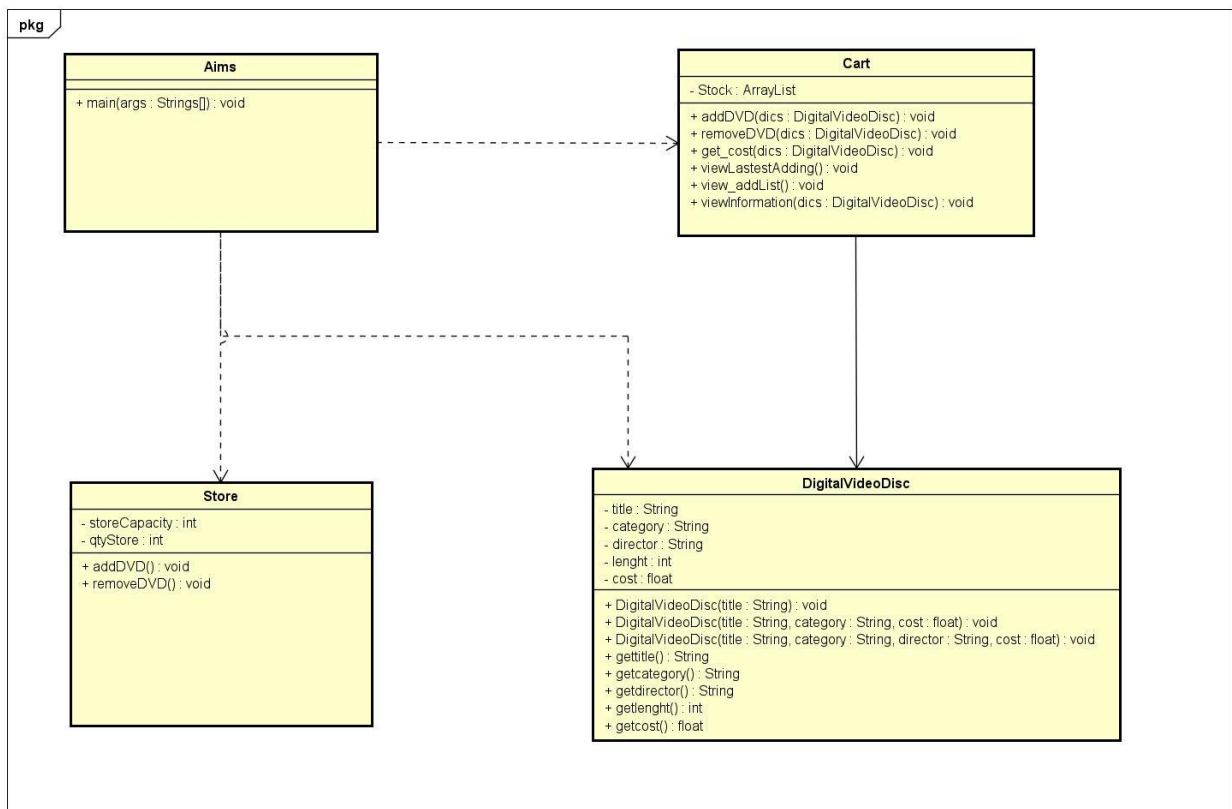 pkg
Aims
+ main(args : Strings[]) : void
Cart
- Stock : ArrayList
+ addDVD(dics : DigitalVideoDisc) : void
+ removeDVD(dics : DigitalVideoDisc) : void
+ get_cost(dics : DigitalVideoDisc) : void
+ viewLastestAdding() : void
+ view_addList() : void
+ viewInformation(dics : DigitalVideoDisc) : void
Store
- storeCapacity : int
- qtyStore : int
+ addDVD() : void
+ removeDVD() : void
DigitalVideoDisc
- title : String
- category : String
- director : String
- lenght : int
- cost : float
+ DigitalVideoDisc(title : String) : void
+ DigitalVideoDisc(title : String, category : String, cost : float) : void
+ DigitalVideoDisc(title : String, category : String, director : String, cost : float) : void
+ gettitle() : String
+ getcategory() : String
+ getdirector() : String
+ getlenght() : int
+ getcost() : float